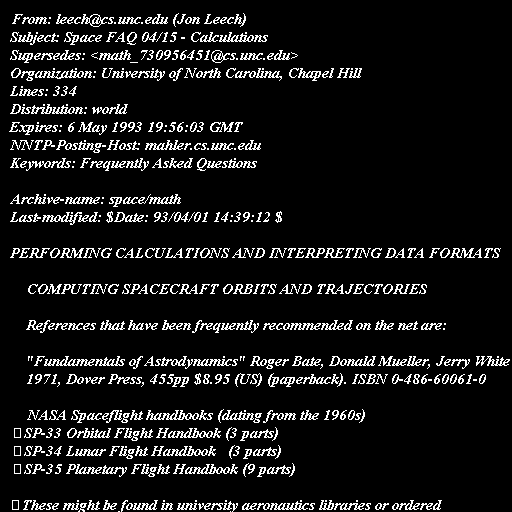 From: leech@cs.unc.edu (Jon Leech)
Subject: Space FAQ 04/15 - Calculations
Supersedes: <math_730956451@cs.unc.edu>
Organization: University of North Carolina, Chapel Hill
Lines: 334
Distribution: world
Expires: 6 May 1993 19:56:03 GMT
NNTP-Posting-Host: mahler.cs.unc.edu
Keywords: Frequently Asked Questions

Archive-name: space/math
Last-modified: $Date: 93/04/01 14:39:12 $

PERFORMING CALCULATIONS AND INTERPRETING DATA FORMATS

COMPUTING SPACECRAFT ORBITS AND TRAJECTORIES

References that have been frequently recommended on the net are:

"Fundamentals of Astrodynamics" Roger Bate, Donald Mueller, Jerry White
1971, Dover Press, 455pp $8.95 (US) (paperback). ISBN 0-486-60061-0

NASA Spaceflight handbooks (dating from the 1960s)
SP-33 Orbital Flight Handbook (3 parts)
SP-34 Lunar Flight Handbook   (3 parts)
SP-35 Planetary Flight Handbook (9 parts)

These might be found in university aeronautics libraries or ordered